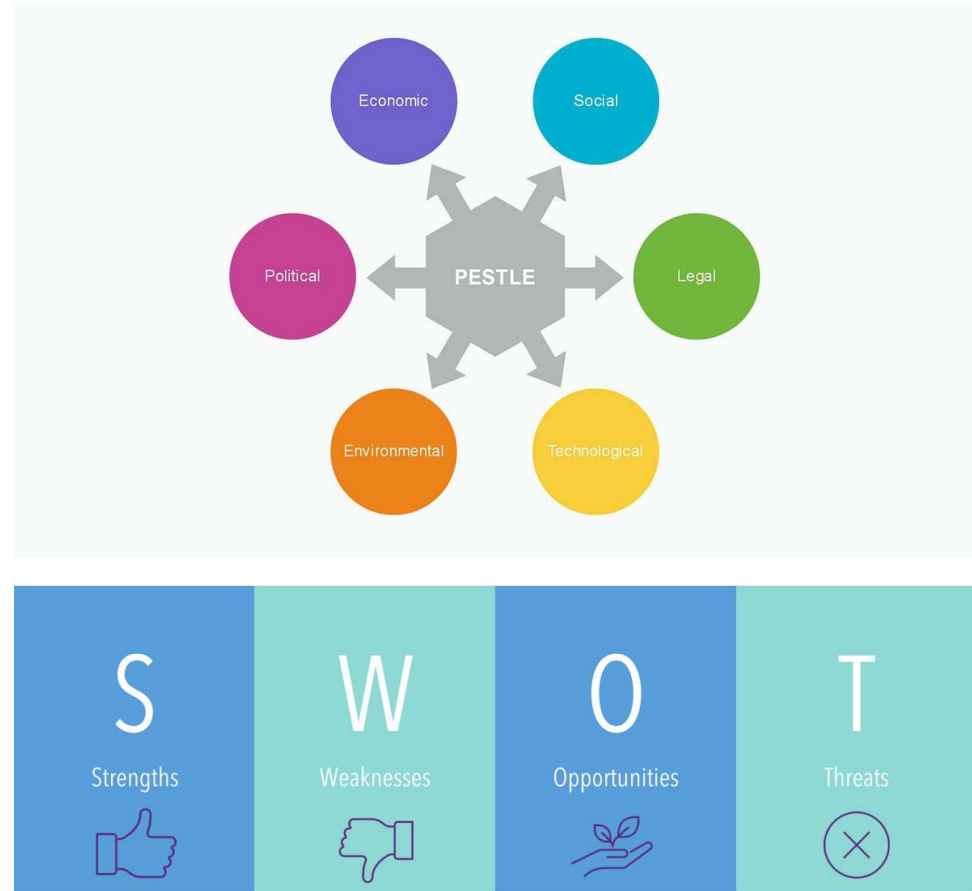 Economic
Social
Political
PESTLE
Legal
Environmental
Technological
S
W
O
T
Strengths
Weaknesses
Opportunities
Threats